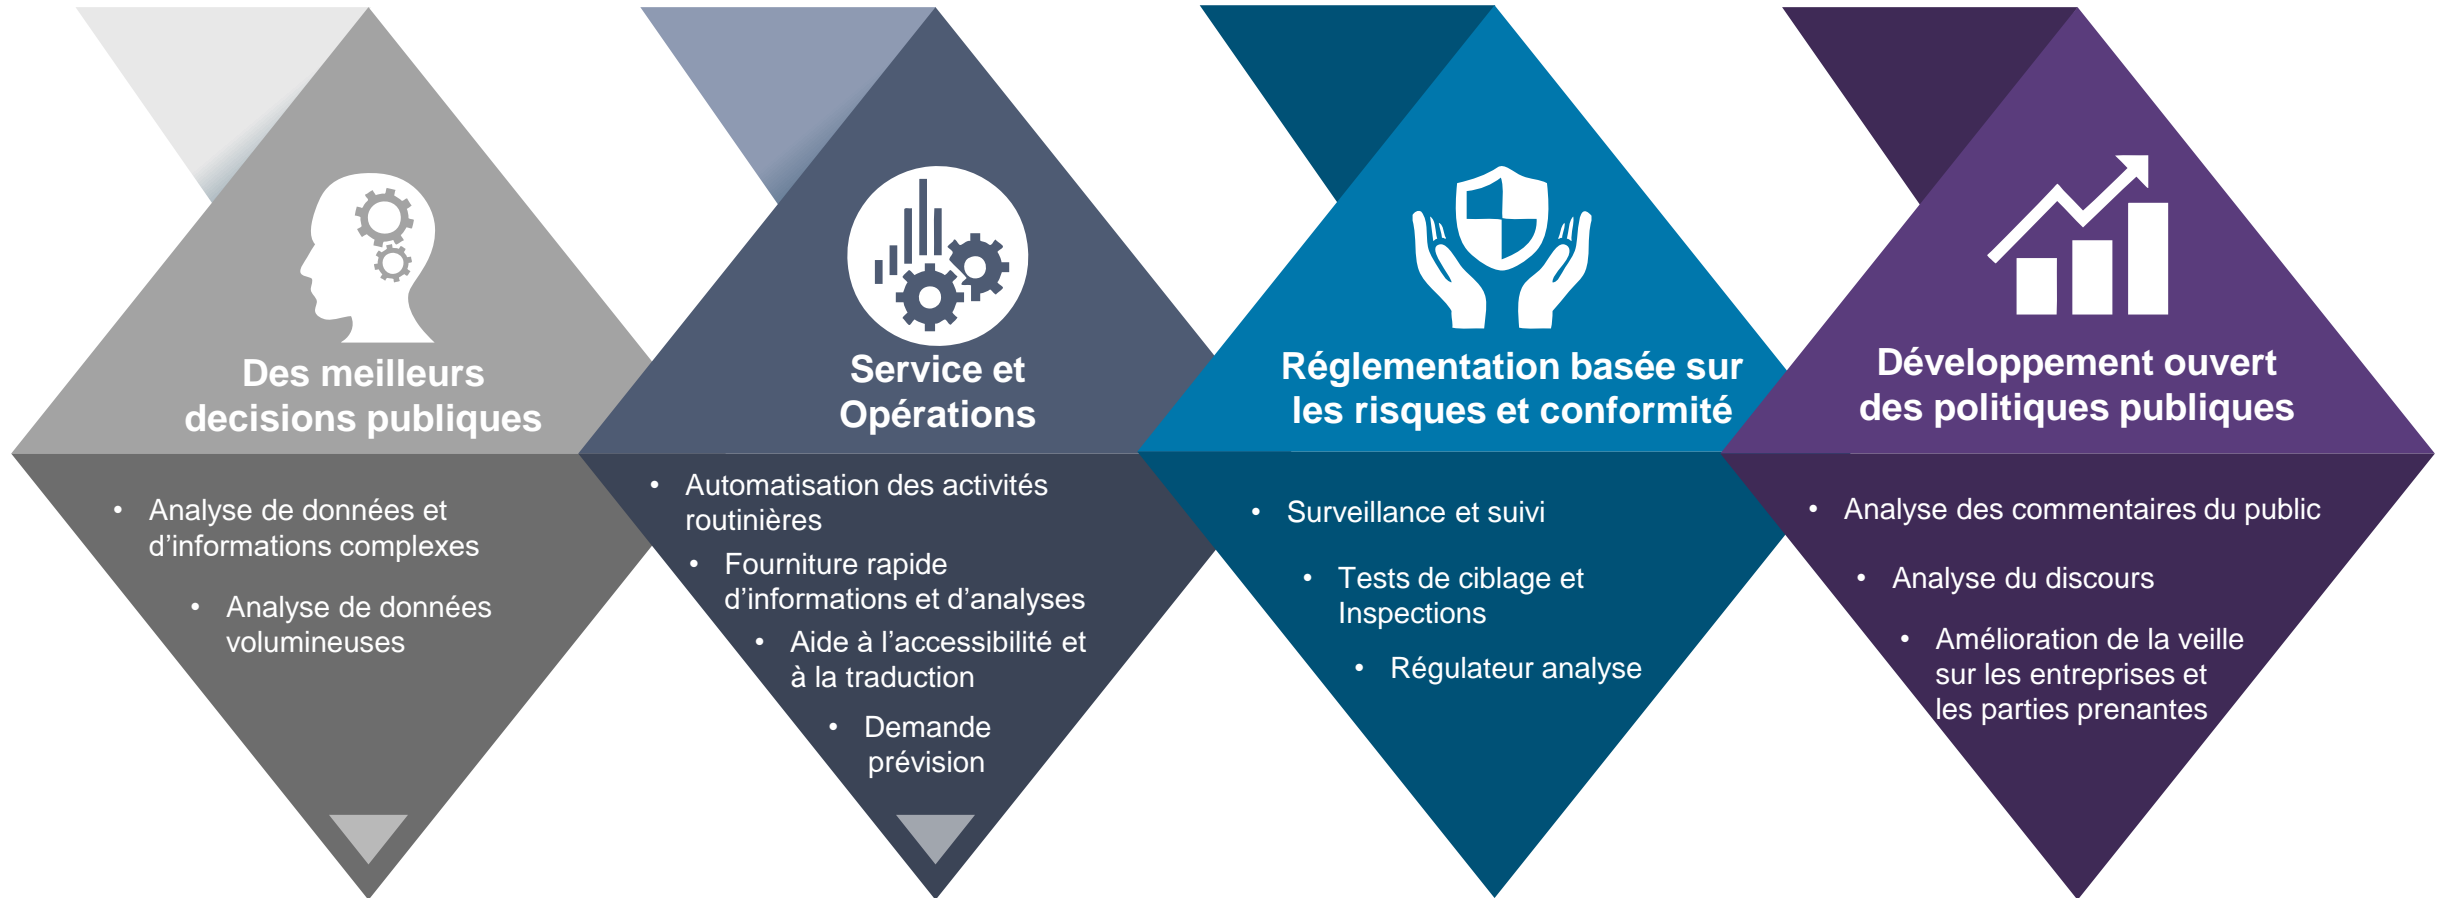 Des meilleurs
decisions publiques
• Analyse de données et
d’informations complexes
• Analyse de données
volumineuses
Service et
Opérations
• Automatisation des activités
routinières
• Fourniture rapide
d’informations et d’analyses
• Aide à l’accessibilité et
à la traduction
• Demande
prévision
Réglementation basée sur
les risques et conformité
• Surveillance et suivi
• Tests de ciblage et
Inspections
• Régulateur analyse
Développement ouvert
des politiques publiques
• Analyse des commentaires du public
• Analyse du discours
• Amélioration de la veille
sur les entreprises et
les parties prenantes